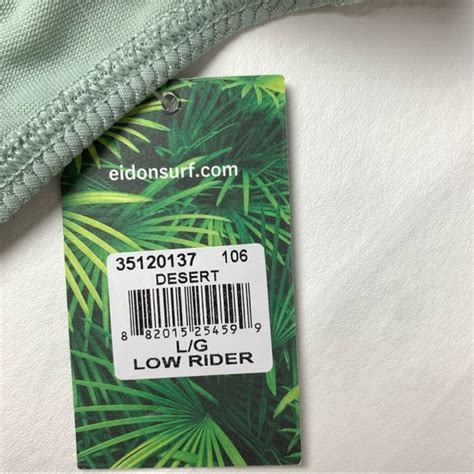 eidonsurf.com
35120137 106
DESERT
8 82015 25459 9
L/G
LOW RIDER